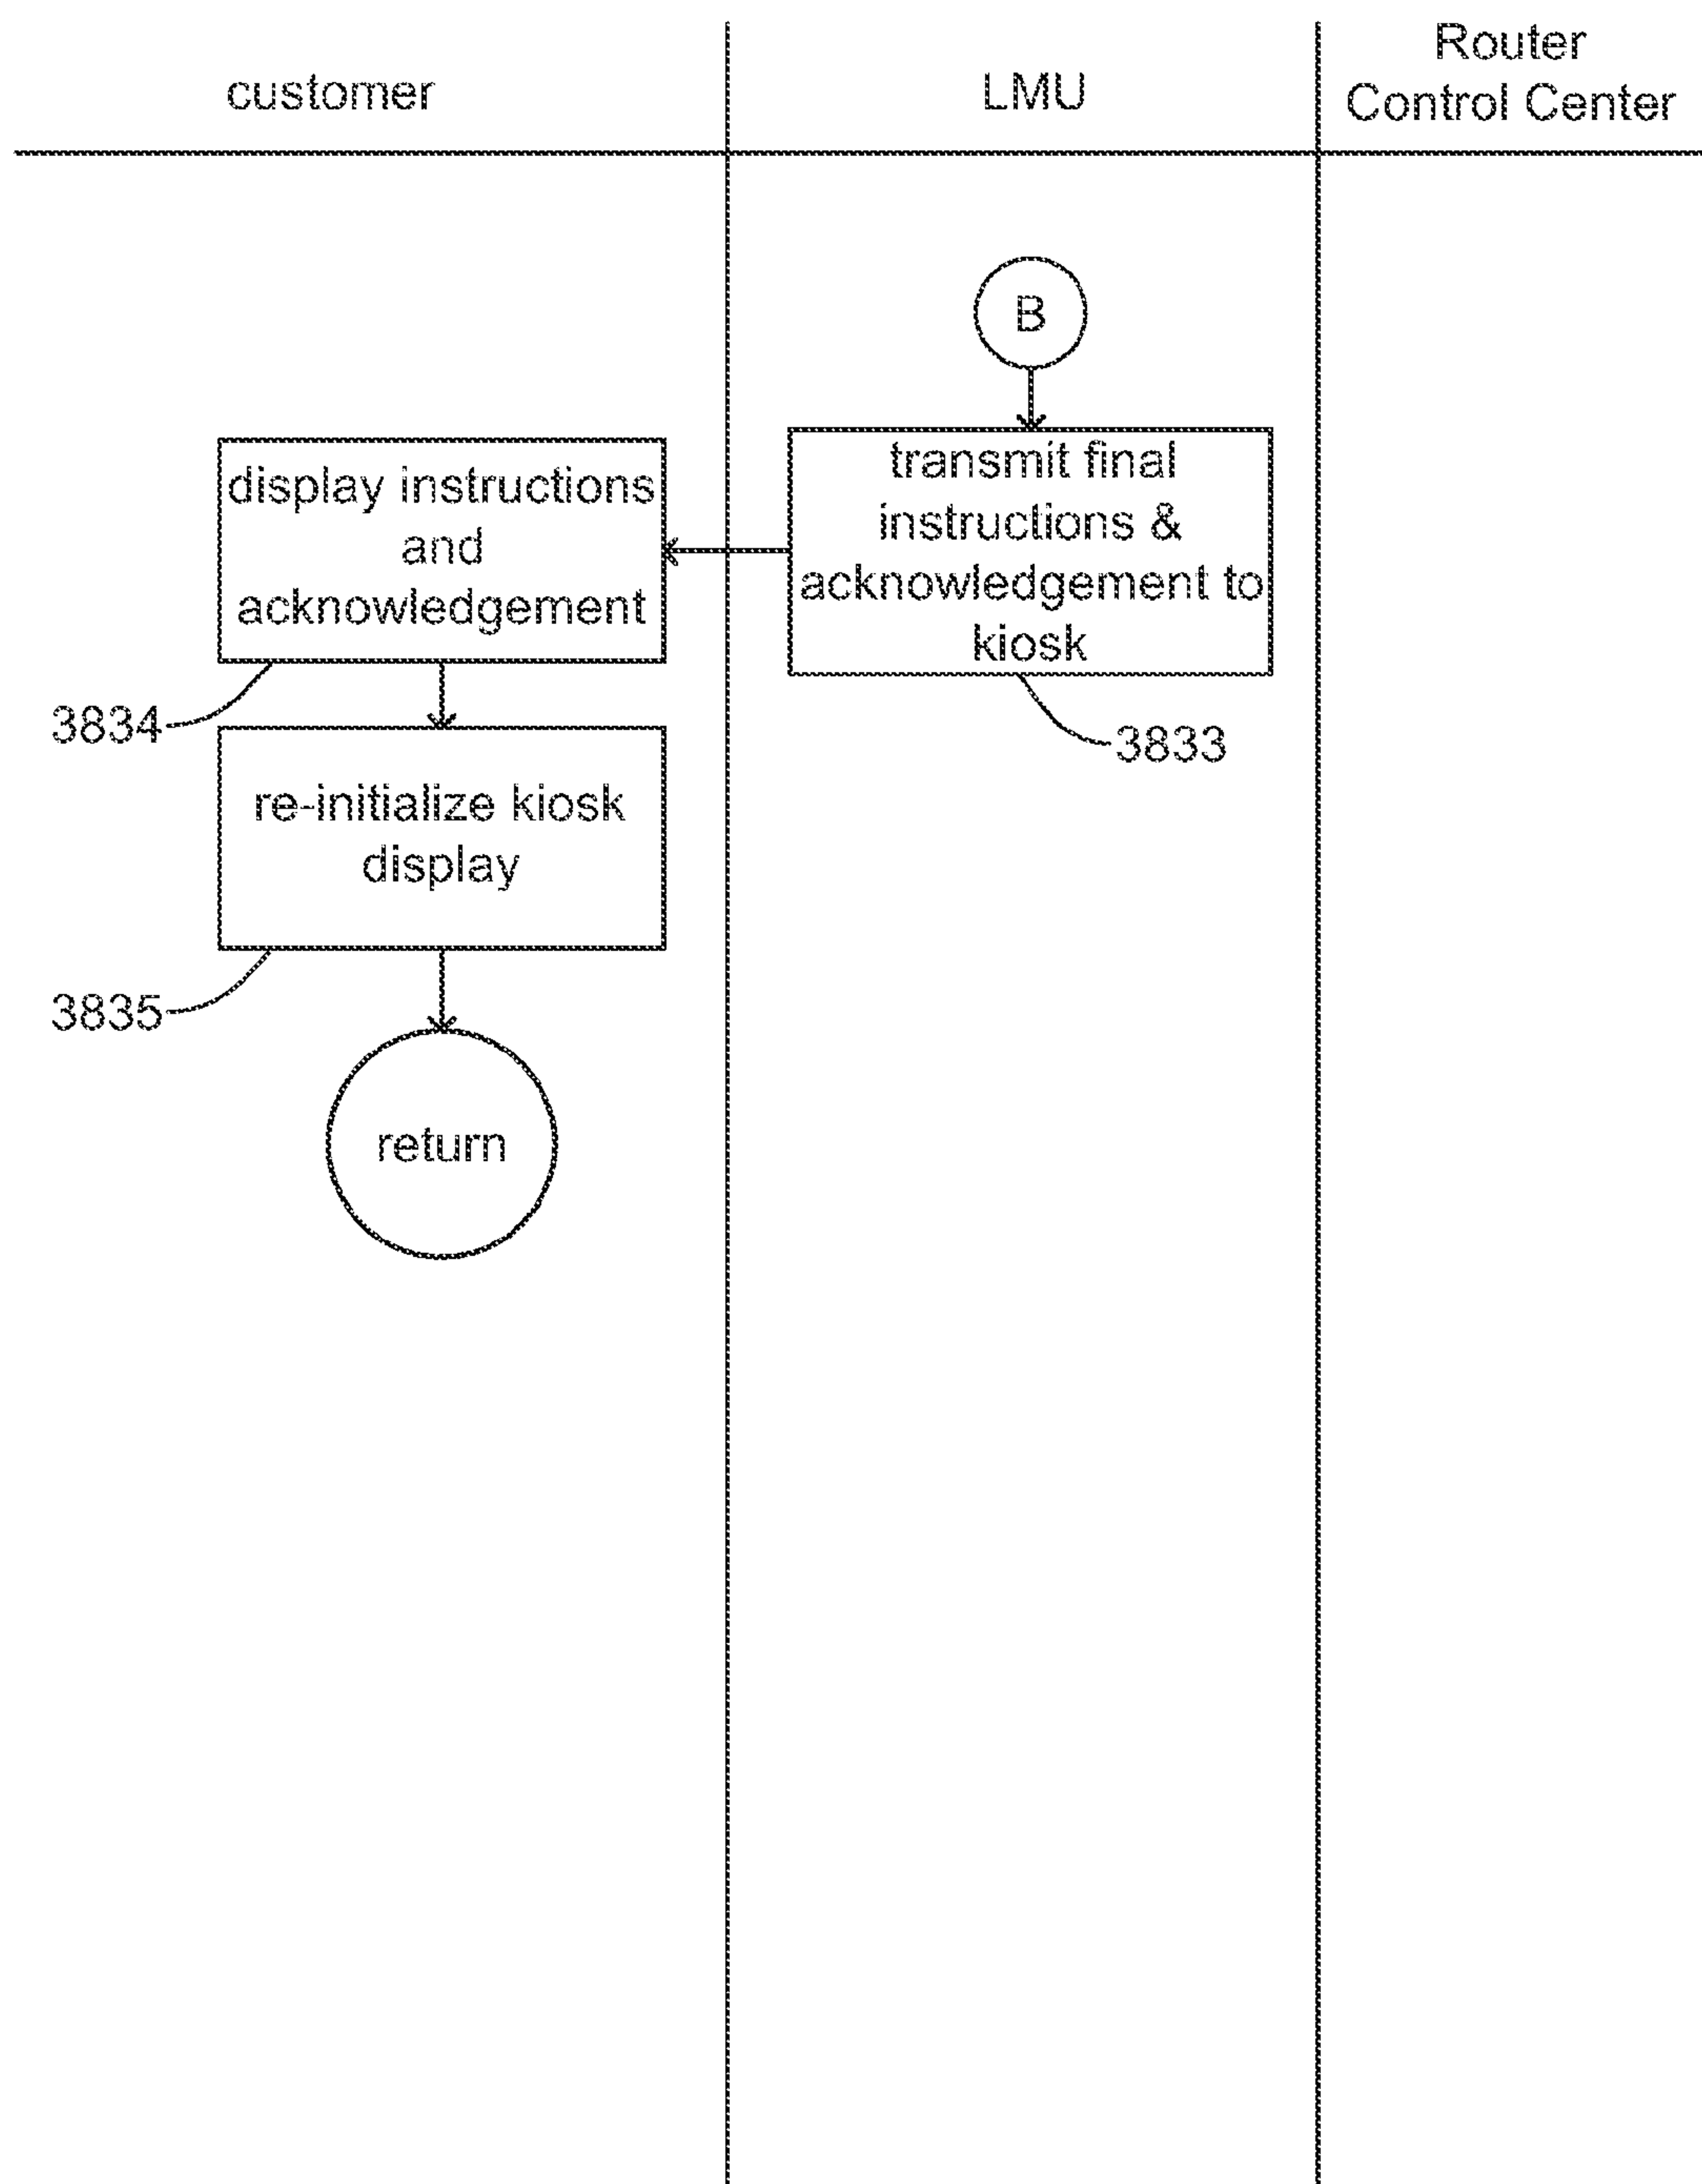 customer
LMU
Router
Control Center
B
transmit final
instructions &
acknowledgement to
kiosk
3833
display instructions
and
acknowledgement
3834
re-initialize kiosk
display
3835
return